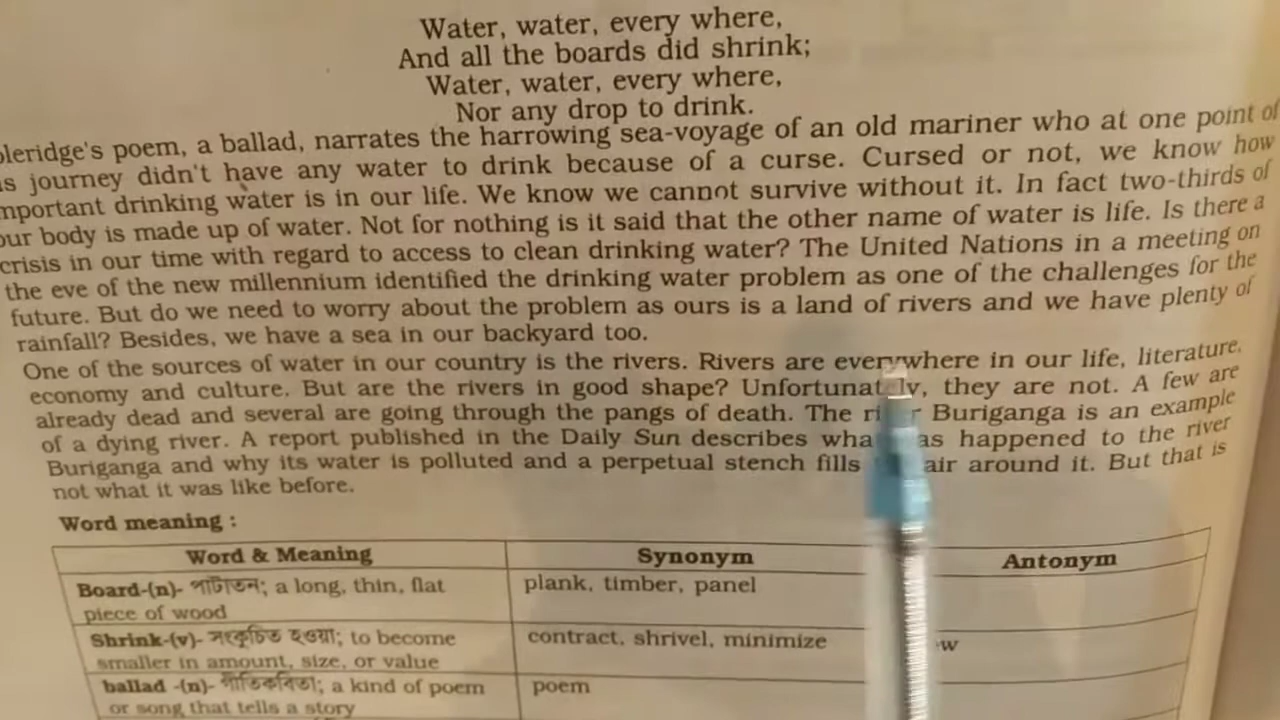 Water, water, every where,
And all the boards did shrink;
Water, water, every where,
Nor any drop to drink.
oleridge's poem, a ballad, narrates the harrowing sea-voyage of an old mariner who at one point of
s journey didn't have any water to drink because of a curse. Cursed or not, we know how
mportant drinking water is in our life. We know we cannot survive without it. In fact two-thirds of
our body is made up of water. Not for nothing is it said that the other name of water is life. Is there a
crisis in our time with regard to access to clean drinking water? The United Nations in a meeting on
the eve of the new millennium identified the drinking water problem as one of the challenges for the
future. But do we need to worry about the problem as ours is a land of rivers and we have plenty of
rainfall? Besides, we have a sea in our backyard too.
One of the sources of water in our country is the rivers. Rivers are everywhere in our life, literature,
economy and culture. But are the rivers in good shape? Unfortunately, they are not. A few are
already dead and several are going through the pangs of death. The ri r Buriganga is an example
of a dying river. A report published in the Daily Sun describes wha as happened to the river
Buriganga and why its water is polluted and a perpetual stench fills air around it. But that is
not what it was like before.
Word meaning :
Word & Meaning Synonym Antonym
Board-(n)- পাটাতন; a long, thin, flat plank, timber, panel
piece of wood
Shrink-(v)- সংকুচিত হওয়া; to become contract, shrivel, minimize w
smaller in amount, size, or value
ballad -(n)- গীতিকবিতা; a kind of poem poem
or song that tells a story